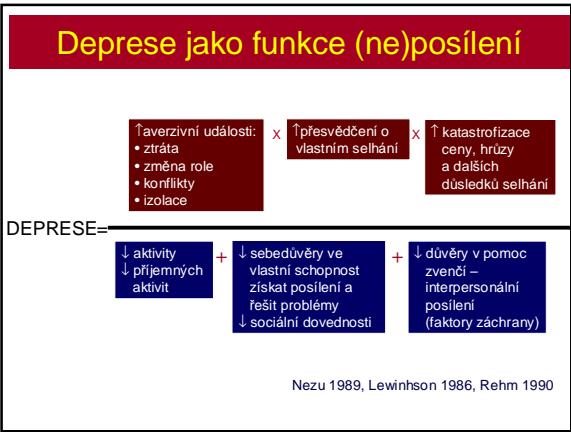 Deprese jako funkce (ne)posílení
↑averzivní události:
• ztráta
• změna role
• konflikty
• izolace
x
↑přesvědčení o
vlastním selhání
x
↑ katastrofizace
ceny, hrůzy
a dalších
důsledků selhání
DEPRESE=
↓ aktivity
↓ příjemných
aktivit
+
↓ sebedůvěry ve
vlastní schopnost
získat posílení a
řešit problémy
↓ sociální dovednosti
+
↓ důvěry v pomoc
zvenčí –
interpersonální
posílení
(faktory záchrany)
Nezu 1989, Lewinhson 1986, Rehm 1990